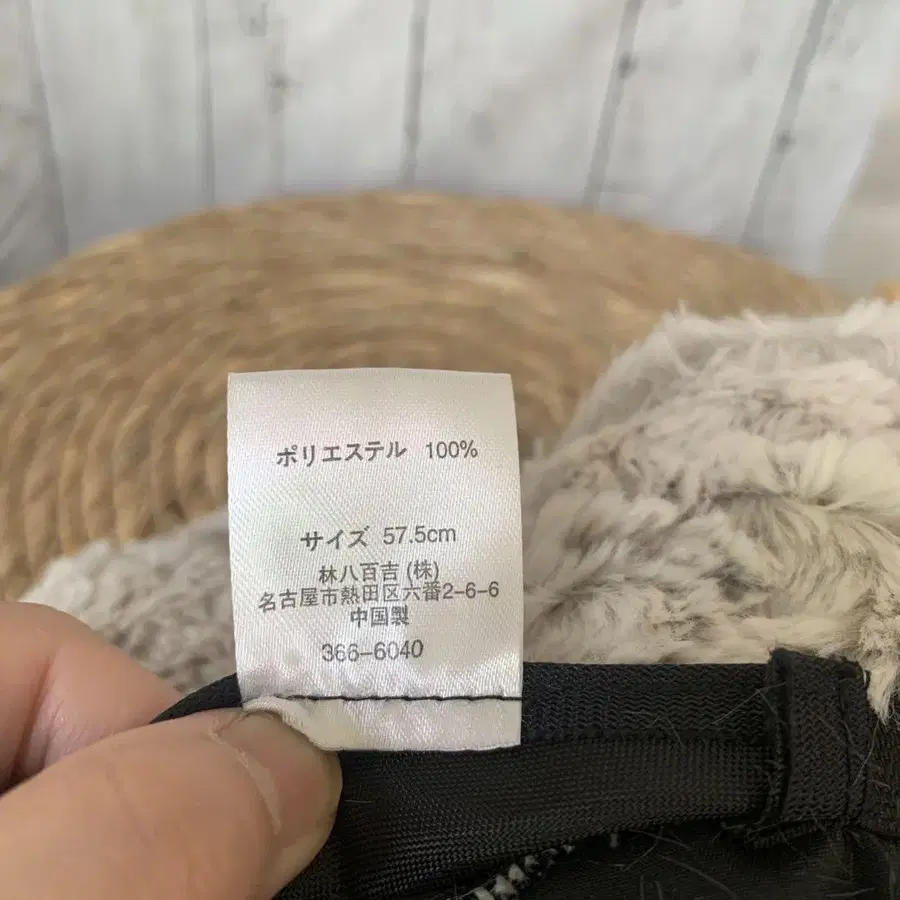 ポリエステル 100%
サイズ 57.5cm
林八百吉(株)
名古屋市熱田区六番2-6-6
中国製
366-6040